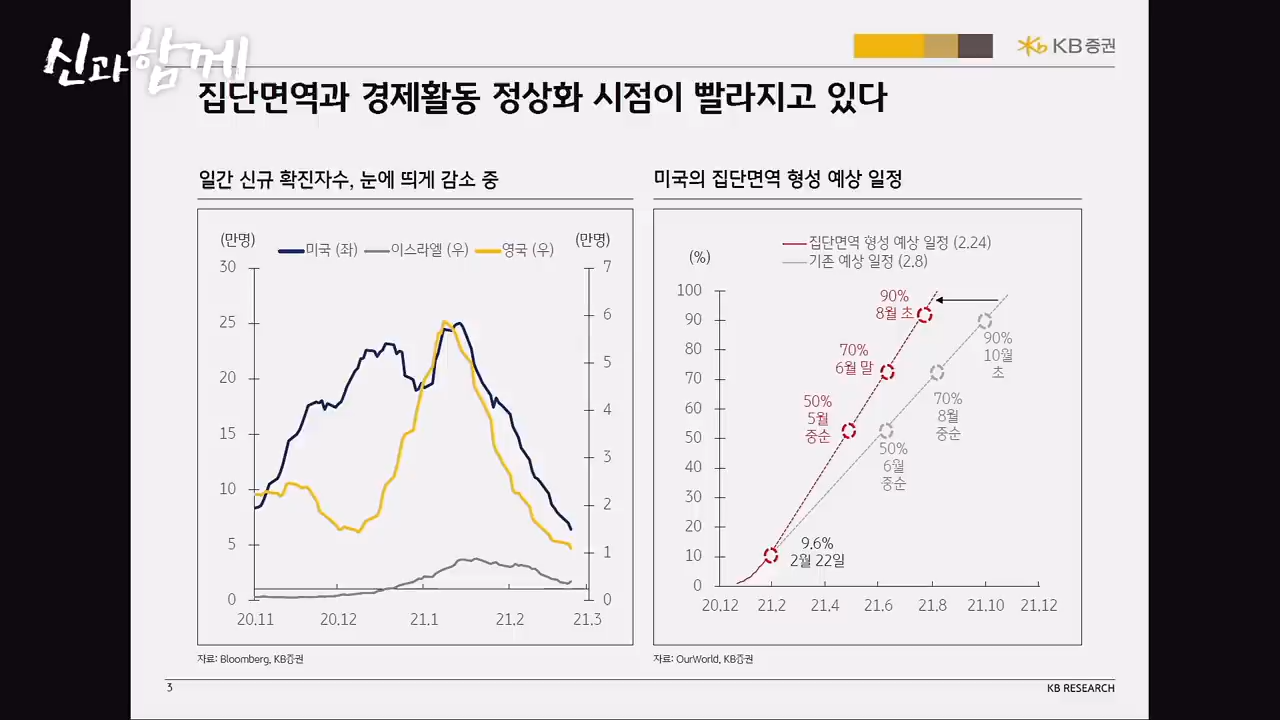 신과함께
KB증권
집단면역과 경제활동 정상화 시점이 빨라지고 있다
일간 신규 확진자수, 눈에 띄게 감소 중
(만명)
미국 (좌) 이스라엘 (우) 영국 (우)
(만명)
30
25
20
15
10
5
0
7
6
5
4
3
2
1
0
20.11 20.12 21.1 21.2 21.3
자료: Bloomberg, KB증권
미국의 집단면역 형성 예상 일정
(%)
집단면역 형성 예상 일정 (2.24)
기존 예상 일정 (2.8)
100
90
80
70
60
50
40
30
20
10
0
90%
8월 초
70%
6월 말
50%
5월
중순
90%
10월
초
70%
8월
중순
50%
6월
중순
9.6%
2월 22일
20.12 21.2 21.4 21.6 21.8 21.10 21.12
자료: OurWorld, KB증권
3
KB RESEARCH